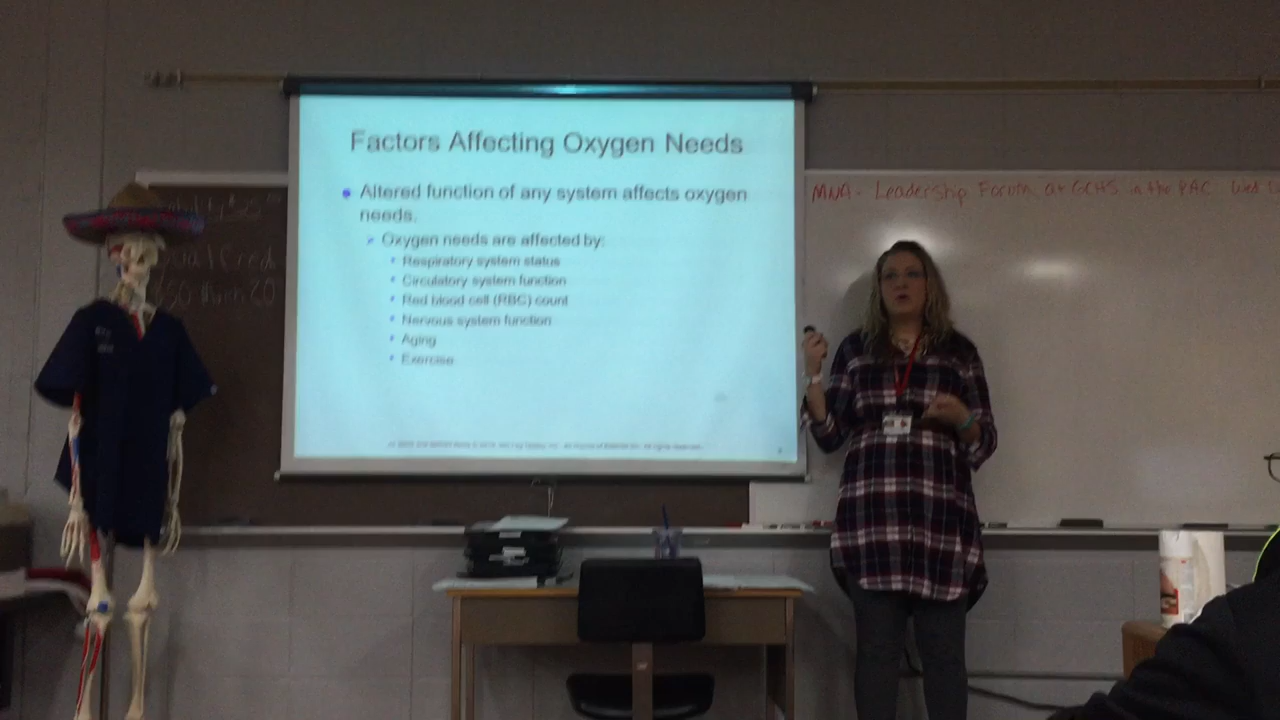 Factors Affecting Oxygen Needs
Altered function of any system affects oxygen
needs.
Oxygen needs are affected by:
Respiratory system status
Circulatory system function
Red blood cell (RBC) count
Nervous system function
Aging
Exercise
MNA - Leadership Forum at GCHS in the PAC Wed